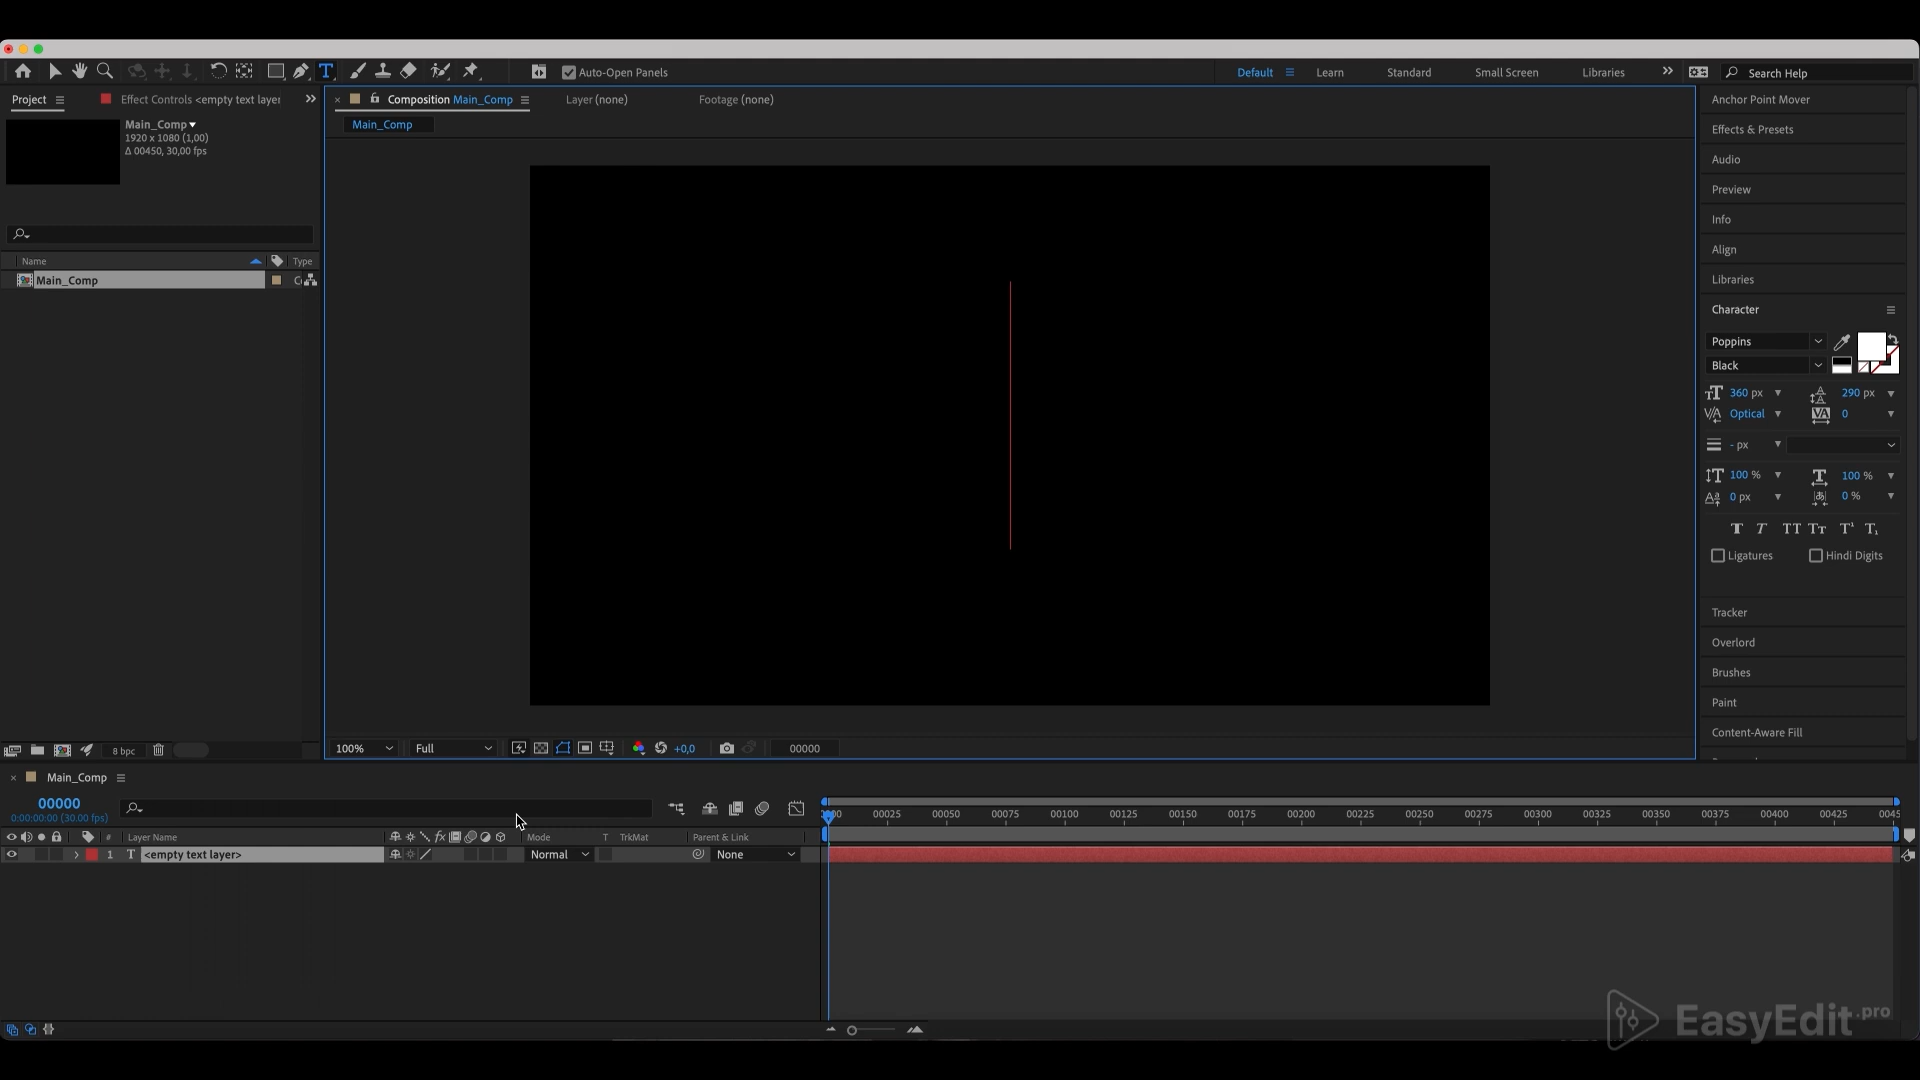 Auto-Open Panels
Default
Learn
Standard
Small Screen
Libraries
Search Help
Project
Effect Controls <empty text layer
Composition Main_Comp
Layer (none)
Footage (none)
Main_Comp
Main_Comp
1920 x 1080 (1,00)
Δ 00450, 30,00 fps
Name
Type
Main_Comp
8 bpc
100%
Full
+0,0
00000
Anchor Point Mover
Effects & Presets
Audio
Preview
Info
Align
Libraries
Character
Poppins
Black
360 px
290 px
Optical
0
- px
100 %
100 %
0 px
0 %
Ligatures
Hindi Digits
Tracker
Overlord
Brushes
Paint
Content-Aware Fill
Main_Comp
00000
0:00:00:00 (30.00 fps)
# Layer Name
Mode
T TrkMat
Parent & Link
1 T <empty text layer>
Normal
None
00025 00050 00075 00100 00125 00150 00175 00200 00225 00250 00275 00300 00325 00350 00375 00400 00425
EasyEdit.pro